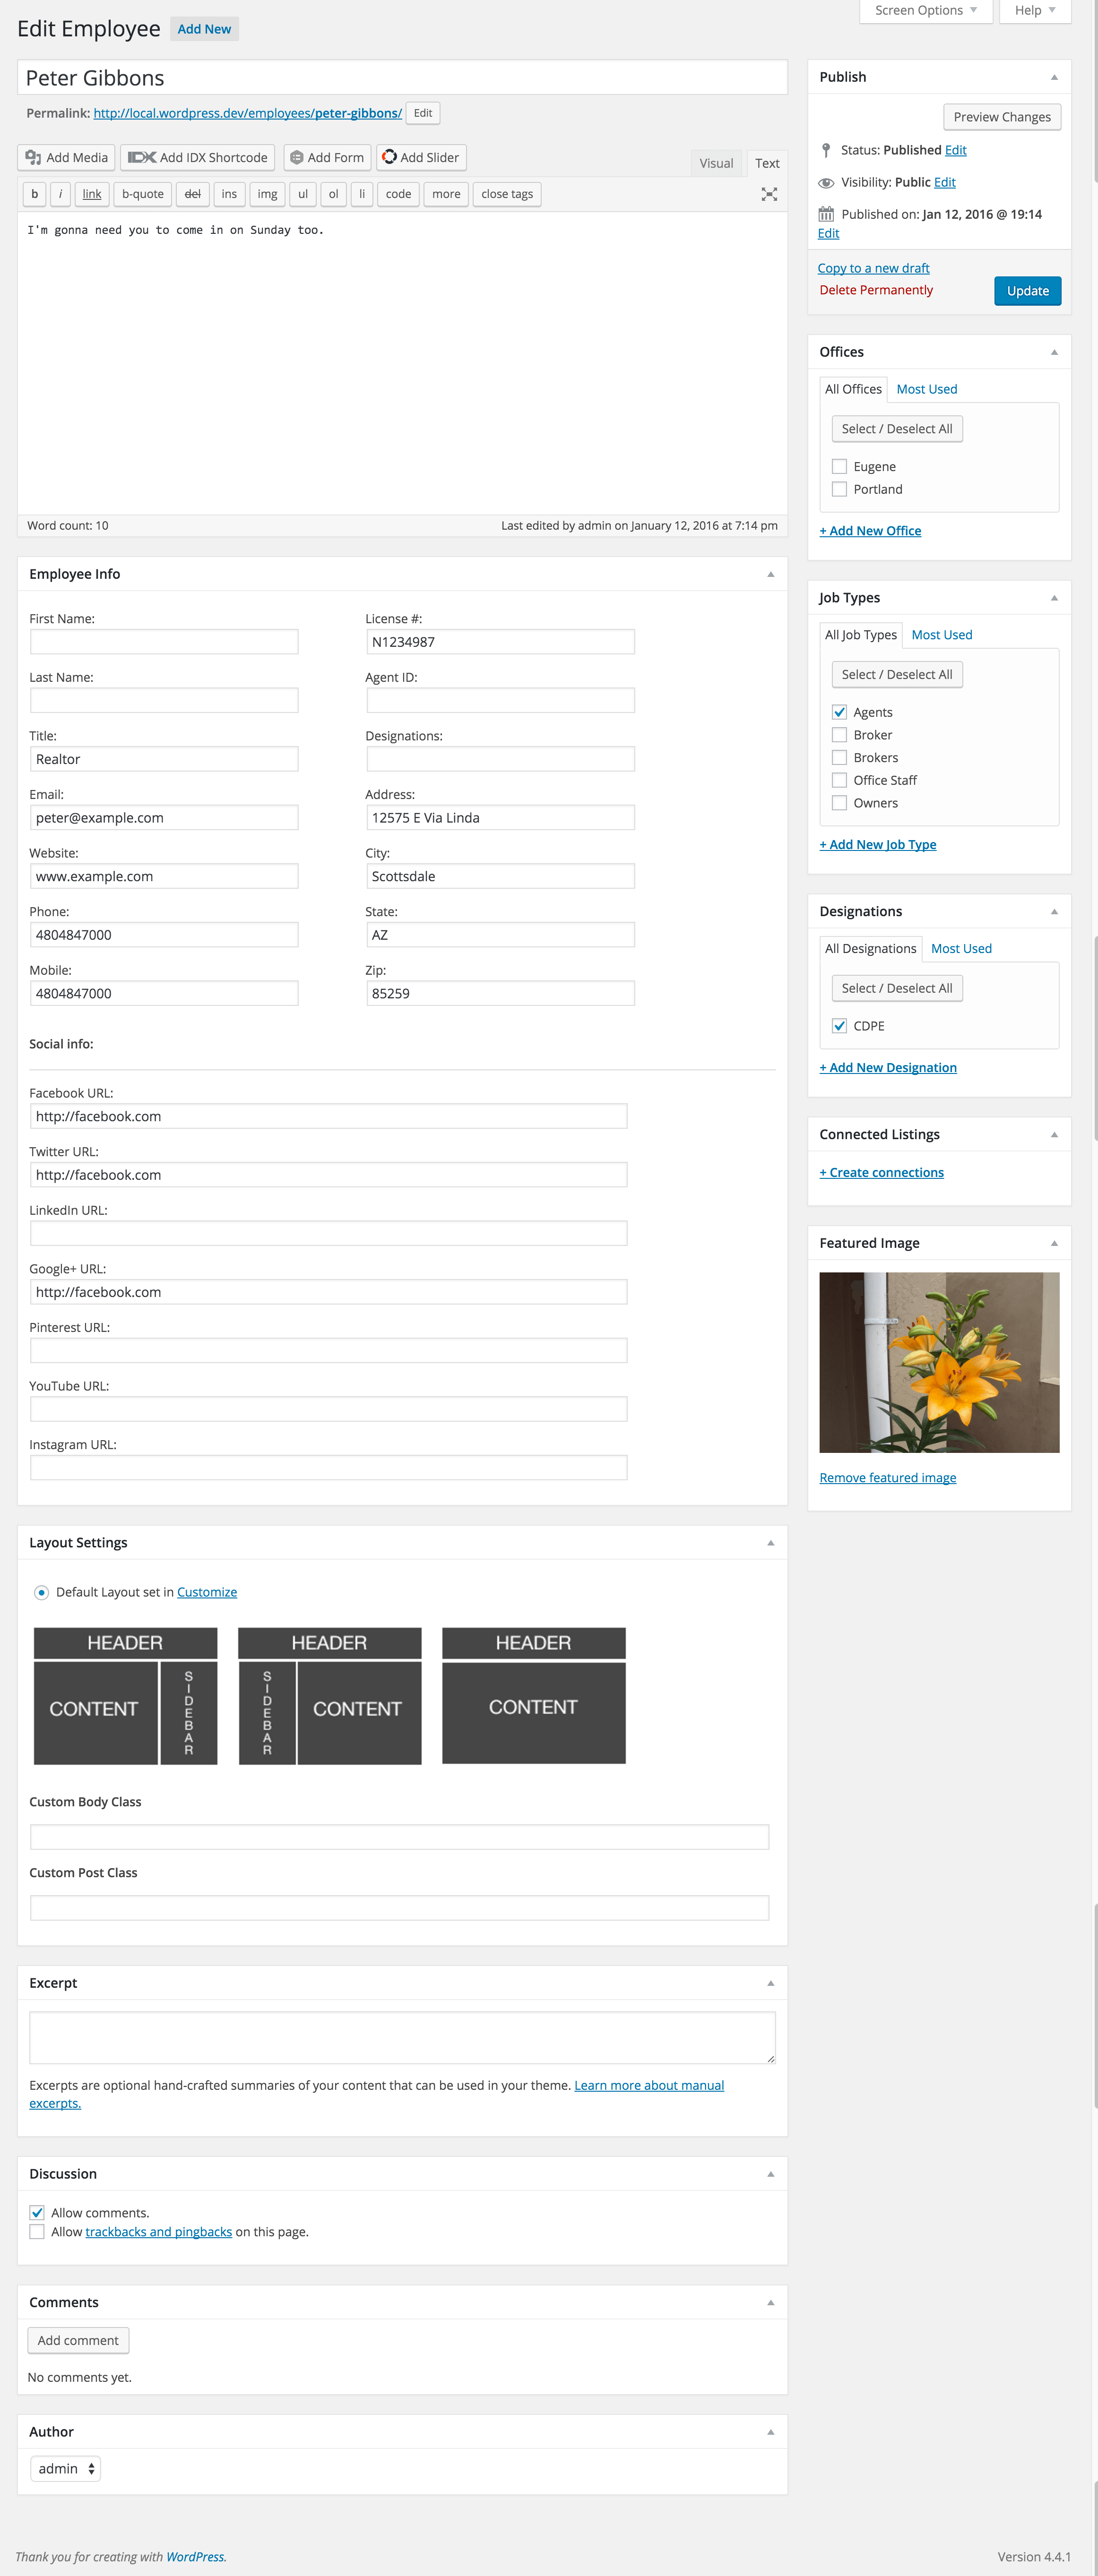 Screen Options
Help
Edit Employee
Add New
Peter Gibbons
Permalink: http://local.wordpress.dev/employees/peter-gibbons/ Edit
Add Media
IDX Add IDX Shortcode
Add Form
Add Slider
Visual
Text
b
i
link
b-quote
del
ins
img
ul
ol
li
code
more
close tags
I'm gonna need you to come in on Sunday too.
Word count: 10
Last edited by admin on January 12, 2016 at 7:14 pm
Employee Info
First Name:
License #:
N1234987
Last Name:
Agent ID:
Title:
Designations:
Realtor
Email:
Address:
peter@example.com
12575 E Via Linda
Website:
City:
www.example.com
Scottsdale
Phone:
State:
4804847000
AZ
Mobile:
Zip:
4804847000
85259
Social info:
Facebook URL:
http://facebook.com
Twitter URL:
http://facebook.com
LinkedIn URL:
Google+ URL:
http://facebook.com
Pinterest URL:
YouTube URL:
Instagram URL:
Layout Settings
Default Layout set in Customize
HEADER
CONTENT
SIDEBAR
HEADER
SIDEBAR
CONTENT
HEADER
CONTENT
Custom Body Class
Custom Post Class
Excerpt
Excerpts are optional hand-crafted summaries of your content that can be used in your theme. Learn more about manual
excerpts.
Discussion
Allow comments.
Allow trackbacks and pingbacks on this page.
Comments
Add comment
No comments yet.
Author
admin
Publish
Preview Changes
Status: Published Edit
Visibility: Public Edit
Published on: Jan 12, 2016 @ 19:14
Edit
Copy to a new draft
Delete Permanently
Update
Offices
All Offices
Most Used
Select / Deselect All
Eugene
Portland
+ Add New Office
Job Types
All Job Types
Most Used
Select / Deselect All
Agents
Broker
Brokers
Office Staff
Owners
+ Add New Job Type
Designations
All Designations
Most Used
Select / Deselect All
CDPE
+ Add New Designation
Connected Listings
+ Create connections
Featured Image
Remove featured image
Thank you for creating with WordPress.
Version 4.4.1